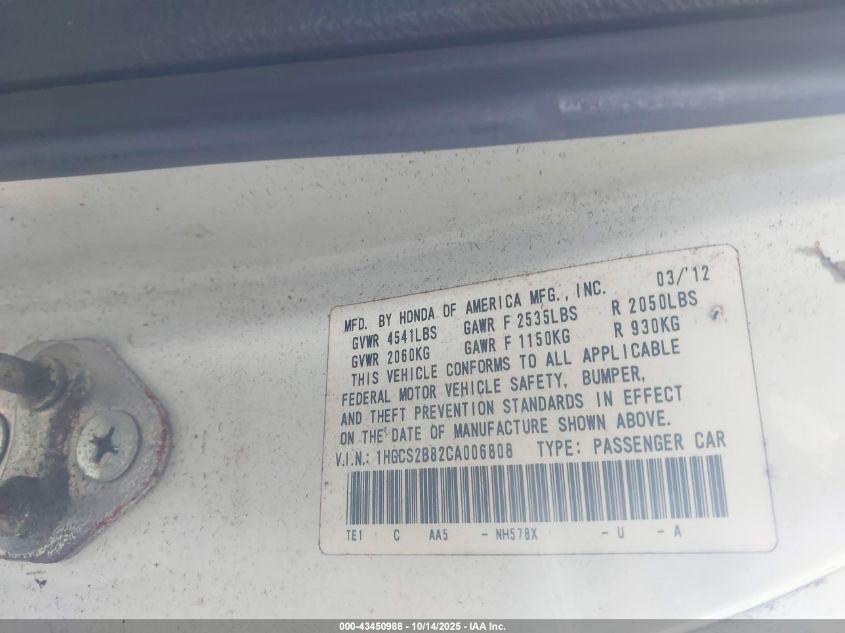 MFD. BY HONDA OF AMERICA MFG., INC. 03/'12
GVWR 4541LBS GAWR F 2535LBS R 2050LBS
GVWR 2060KG GAWR F 1150KG R 930KG
THIS VEHICLE CONFORMS TO ALL APPLICABLE
FEDERAL MOTOR VEHICLE SAFETY, BUMPER,
AND THEFT PREVENTION STANDARDS IN EFFECT
ON THE DATE OF MANUFACTURE SHOWN ABOVE.
V.I.N.: 1HGCS2B82CA006808 TYPE: PASSENGER CAR
TE1 C AA5 - NH578X - U - A
000-43450988 - 10/14/2025 - IAA Inc.